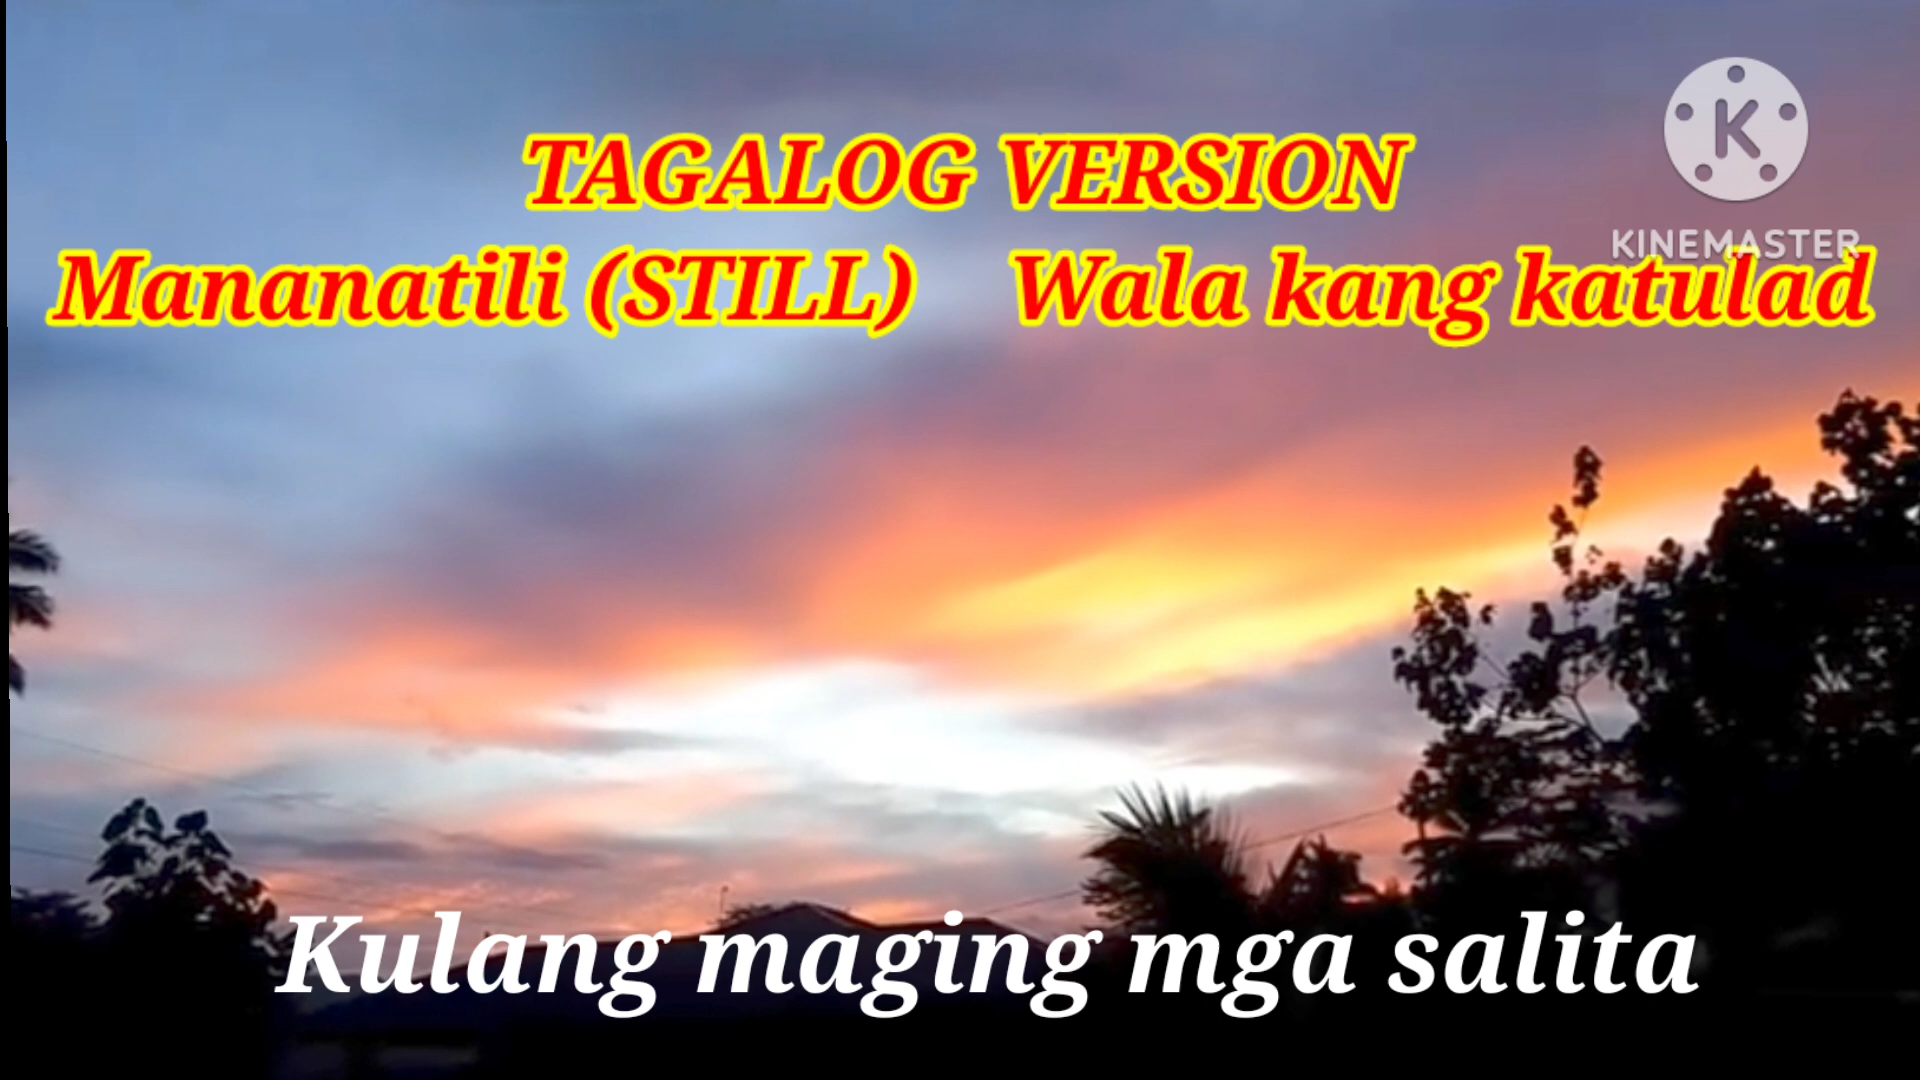 TAGALOG VERSION
KINEMASTER
Mananatili (STILL) Wala kang katulad
Kulang maging mga salita